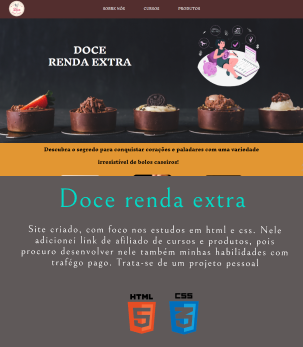 SOBRE NÓS CURSOS PRODUTOS
DOCE
RENDA EXTRA
Descubra o segredo para conquistar corações e paladares com uma variedade
irresistível de bolos caseiros!
Doce renda extra
Site criado, com foco nos estudos em html e css. Nele
adicionei link de afiliado de cursos e produtos, pois
procuro desenvolver nele também minhas habilidades com
trafégo pago. Trata-se de um projeto pessoal
HTML CSS
5 3